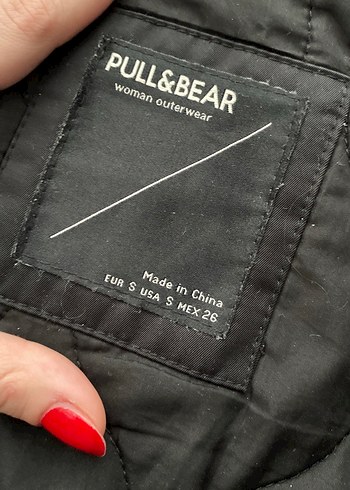 PULL&BEAR
woman outerwear
Made in China
EUR S USA S MEX 26